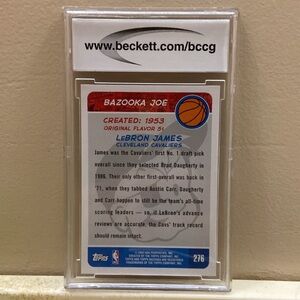 www.beckett.com/bccg
BAZOOKA JOE
CREATED: 1953
ORIGINAL FLAVOR 5¢
LeBRON JAMES
CLEVELAND CAVALIERS
James was the Cavaliers' first No. 1 draft pick
overall since they selected Brad Daugherty in
1986. Their only other first-overall was back in
'71, when they tabbed Austin Carr. Daugherty
and Carr happen to still be the team's all-time
scoring leaders — so, if LeBron's advance
reviews are accurate, the Cavs' track record
should remain intact.
Topps
NBA
276